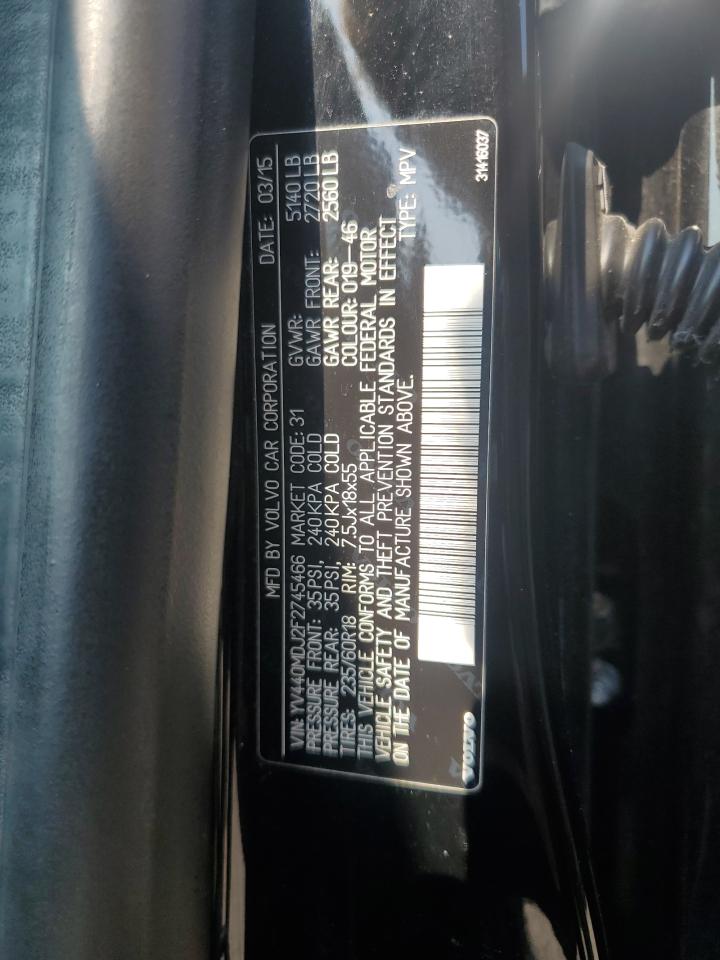 MFD BY VOLVO CAR CORPORATION DATE: 03/15
VIN: YV440MDJ2F2745466 MARKET CODE: 31 GVWR: 5140 LB
PRESSURE FRONT: 35PSI, 240KPA COLD GAWR FRONT: 2720 LB
PRESSURE REAR: 35PSI, 240KPA COLD GAWR REAR: 2560 LB
TIRES: 235/60R18 RIM: 7.5Jx18x55 COLOUR: 019-46
THIS VEHICLE CONFORMS TO ALL APPLICABLE FEDERAL MOTOR
VEHICLE SAFETY AND THEFT PREVENTION STANDARDS IN EFFECT
ON THE DATE OF MANUFACTURE SHOWN ABOVE. TYPE: MPV
VOLVO
31416037